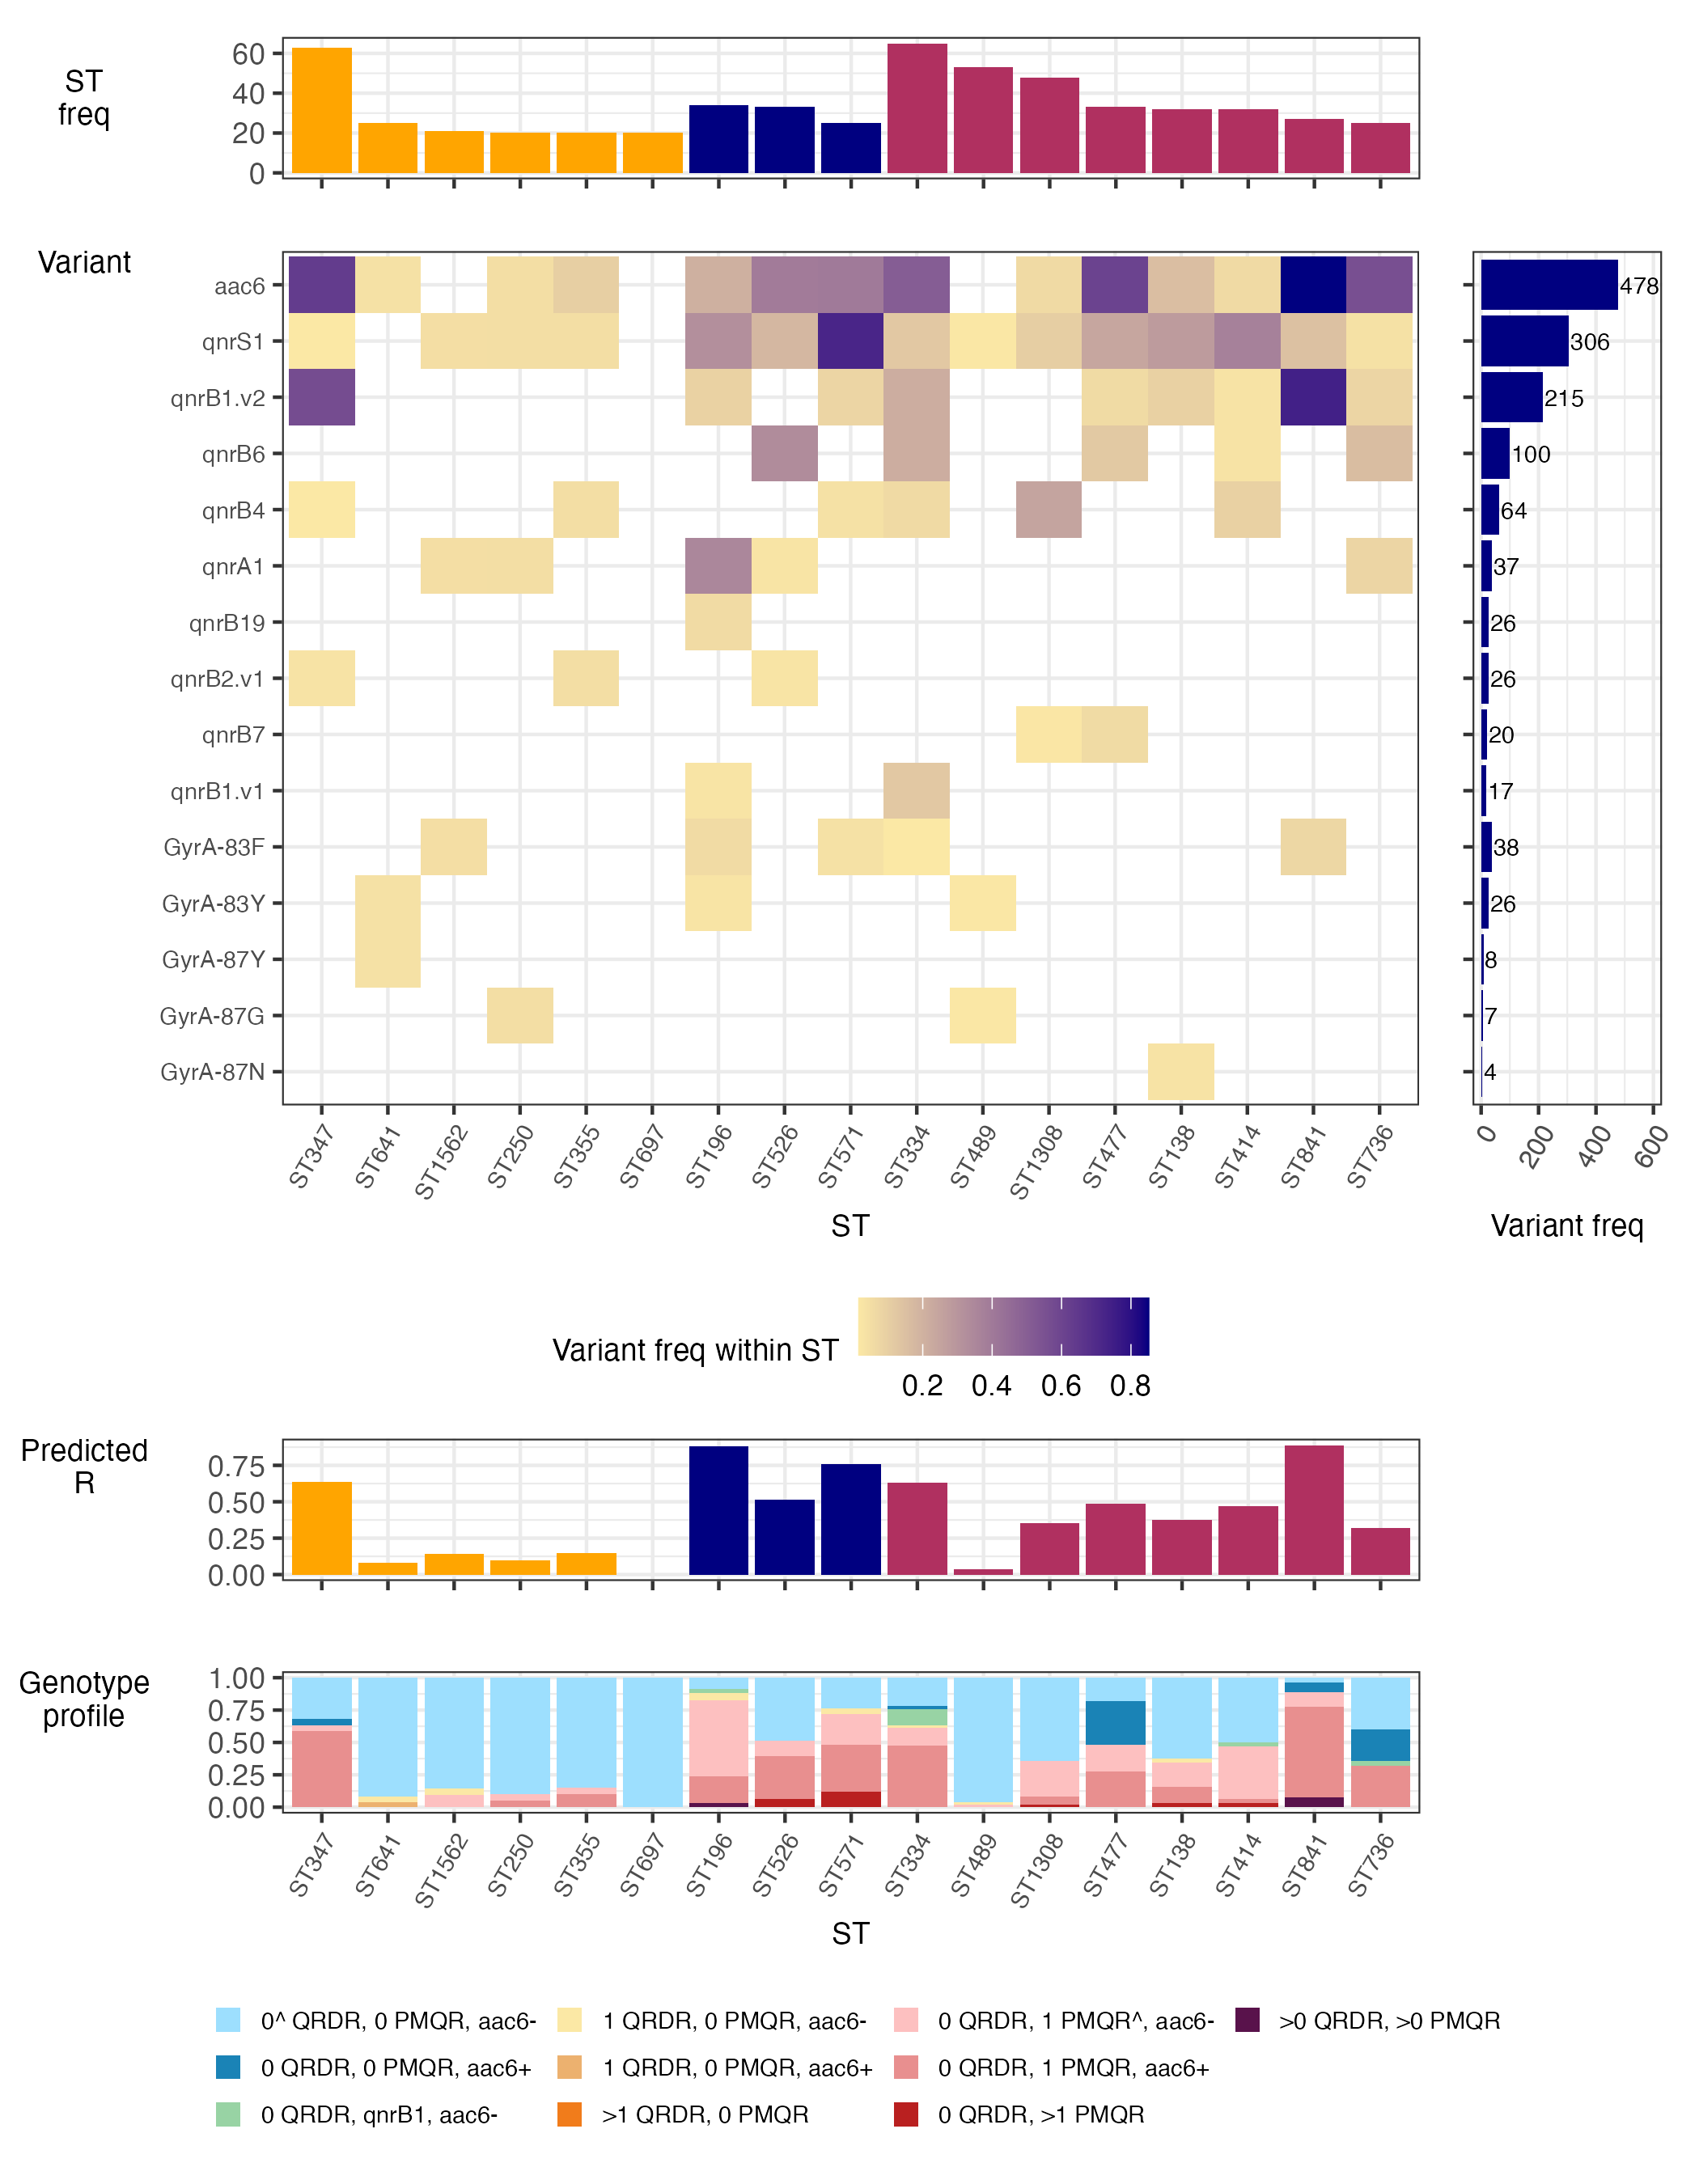 ST
freq
60
40
20
0
Variant
aac6
qnrS1
qnrB1.v2
qnrB6
qnrB4
qnrA1
qnrB19
qnrB2.v1
qnrB7
qnrB1.v1
GyrA-83F
GyrA-83Y
GyrA-87Y
GyrA-87G
GyrA-87N
478
306
215
100
64
37
26
26
20
17
38
26
8
7
4
ST347 ST641 ST1562 ST250 ST355 ST697 ST196 ST526 ST571 ST334 ST489 ST1308 ST477 ST138 ST414 ST841 ST736
0 200 400 600
ST
Variant freq
Variant freq within ST
0.2 0.4 0.6 0.8
Predicted
R
0.75
0.50
0.25
0.00
Genotype
profile
1.00
0.75
0.50
0.25
0.00
ST347 ST641 ST1562 ST250 ST355 ST697 ST196 ST526 ST571 ST334 ST489 ST1308 ST477 ST138 ST414 ST841 ST736
ST
0^ QRDR, 0 PMQR, aac6-
0 QRDR, 0 PMQR, aac6+
0 QRDR, qnrB1, aac6-
1 QRDR, 0 PMQR, aac6-
1 QRDR, 0 PMQR, aac6+
>1 QRDR, 0 PMQR
0 QRDR, 1 PMQR^, aac6-
0 QRDR, 1 PMQR, aac6+
0 QRDR, >1 PMQR
>0 QRDR, >0 PMQR